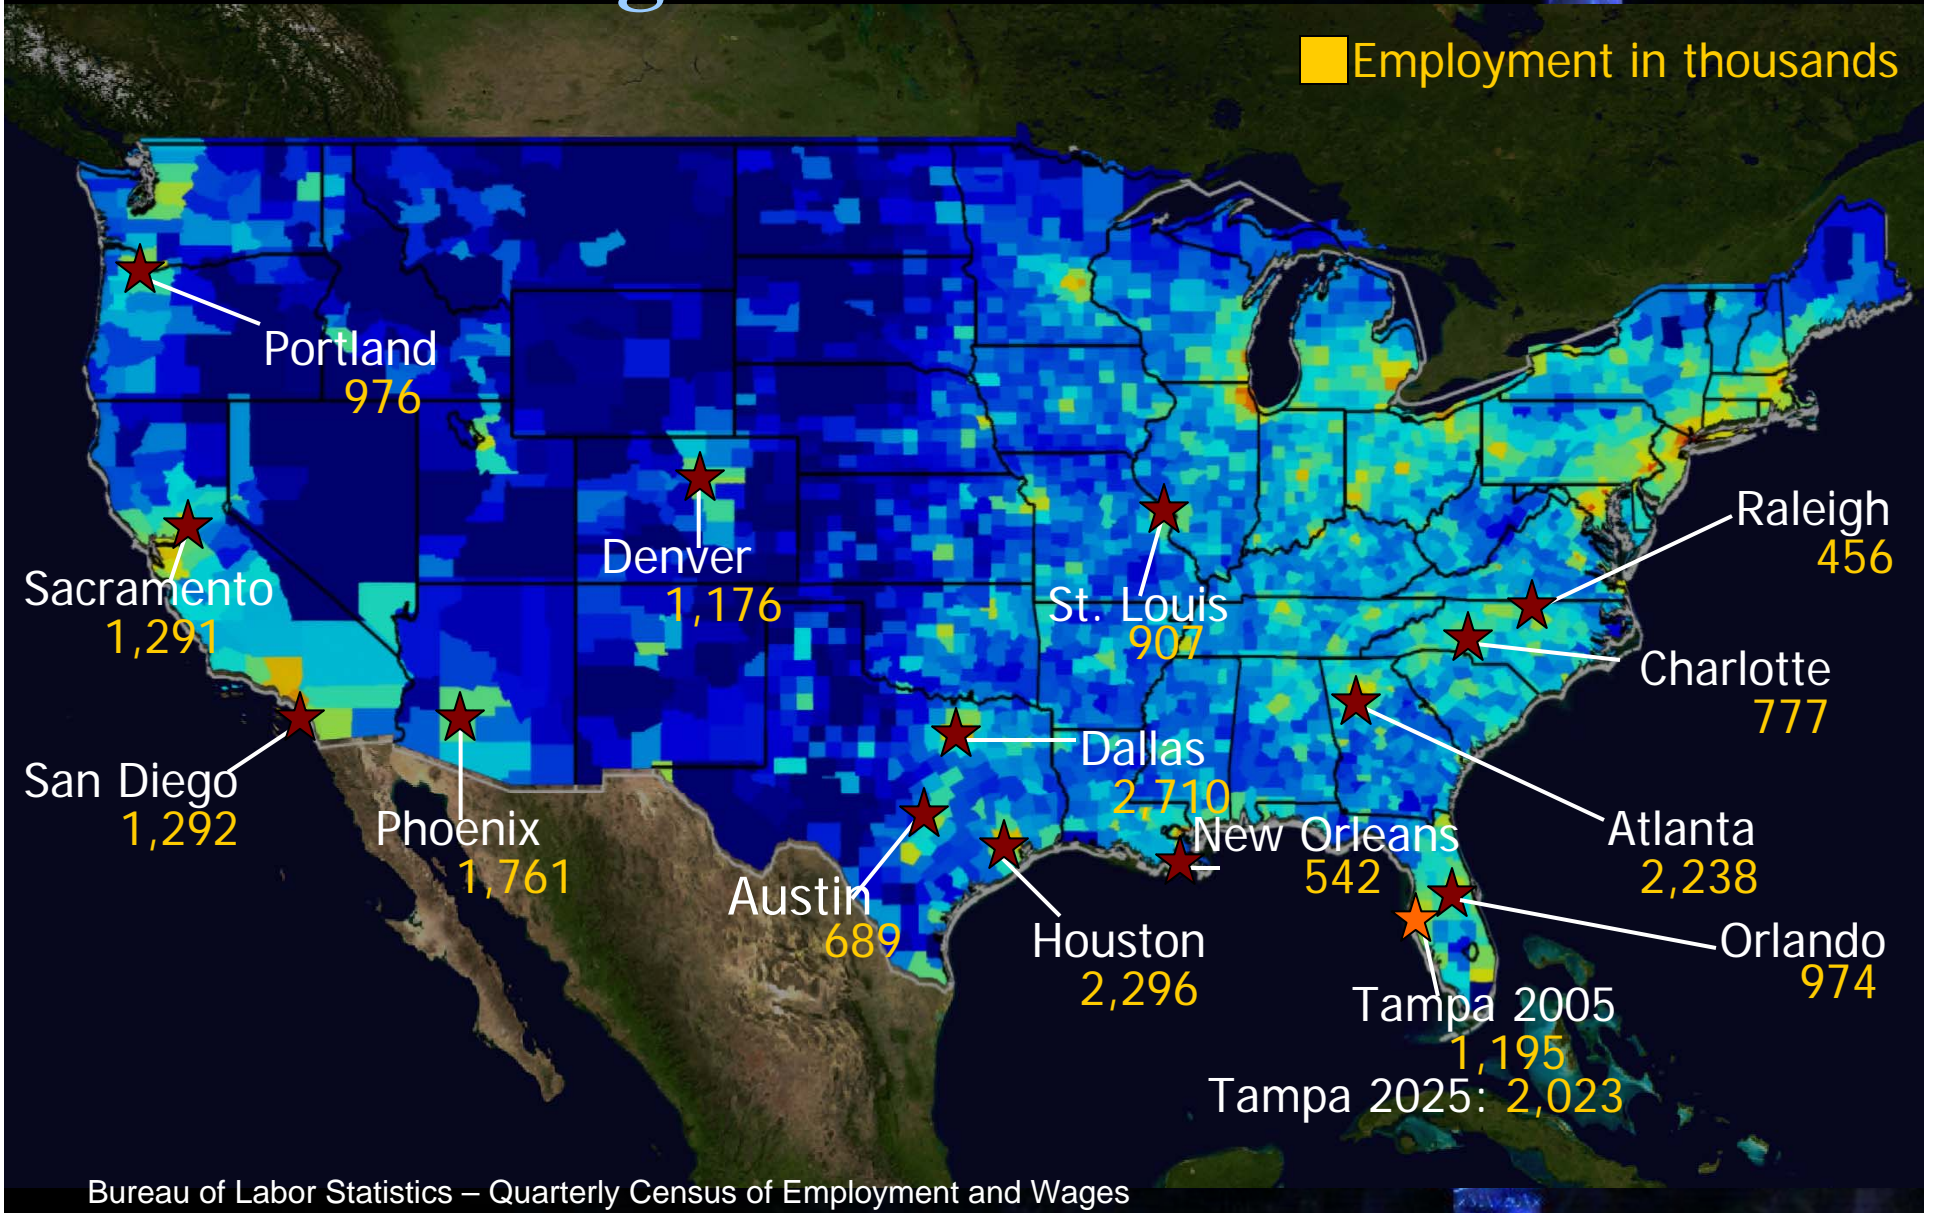 Employment in thousands
Portland
976
Raleigh
456
Denver
1,176
Sacramento
1,291
St. Louis
907
Charlotte
777
Dallas
2,710
San Diego
1,292
Phoenix
1,761
New Orleans
542
Atlanta
2,238
Austin
689
Houston
2,296
Orlando
974
Tampa 2005
1,195
Tampa 2025: 2,023
Bureau of Labor Statistics – Quarterly Census of Employment and Wages